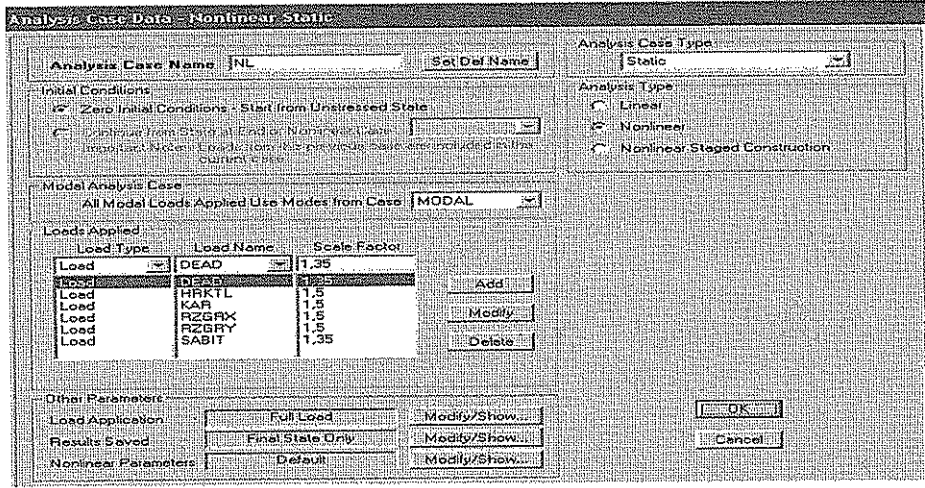 Analysis Case Data - Nonlinear Static
Analysis Case Name NL Set Def Name
Analysis Case Type
Static
Initial Conditions
Zero Initial Conditions - Start from Unstressed State
Continue from State at End of Nonlinear Case
Important Note: Loads from this previous case are included in the
current case
Analysis Type
Linear
Nonlinear
Nonlinear Staged Construction
Modal Analysis Case
All Modal Loads Applied Use Modes from Case MODAL
Loads Applied
Load Type Load Name Scale Factor
Load DEAD 1,35
Load DEAD 1,35
Load HRKTL 1,5
Load KAR 1,5
Load RZGRX 1,5
Load RZGRY 1,5
Load SABIT 1,35
Add
Modify
Delete
Other Parameters
Load Application Full Load Modify/Show...
Results Saved Final State Only Modify/Show...
Nonlinear Parameters Default Modify/Show...
OK
Cancel